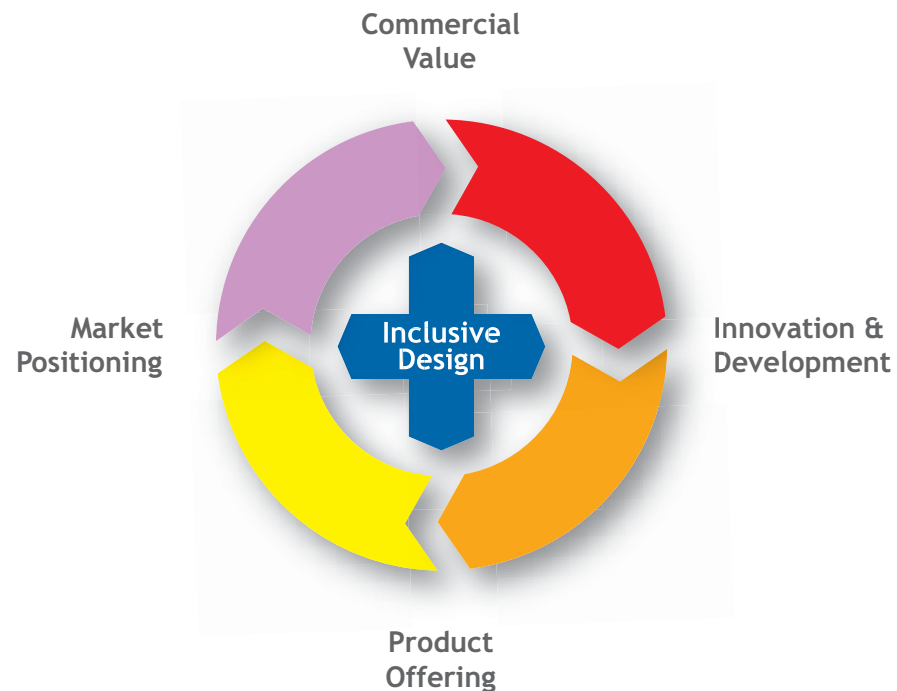 Commercial
Value
Market
Positioning
Inclusive
Design
Innovation &
Development
Product
Offering